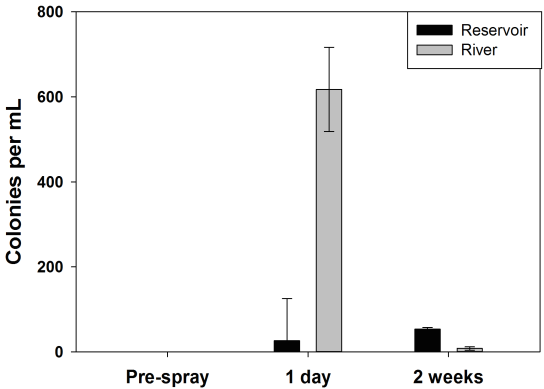 800
600
400
200
0
Colonies per mL
Reservoir
River
Pre-spray
1 day
2 weeks